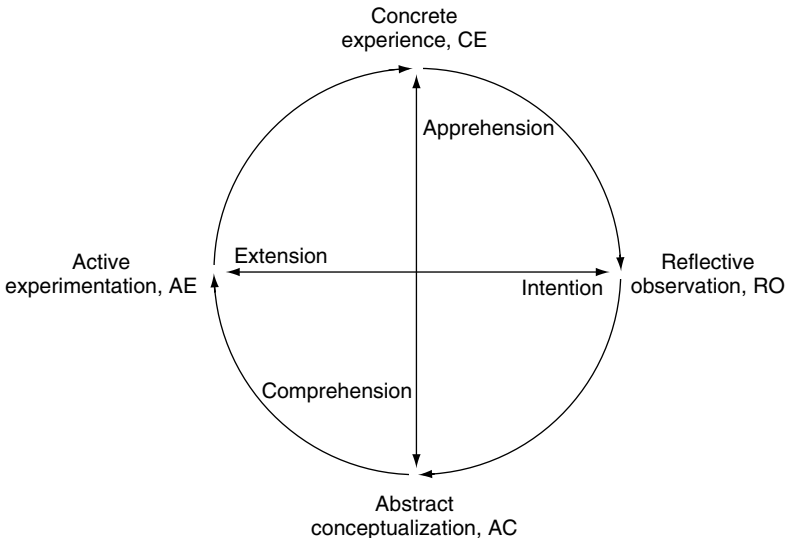 Concrete
experience, CE
Apprehension
Extension
Active
experimentation, AE
Reflective
observation, RO
Intention
Comprehension
Abstract
conceptualization, AC